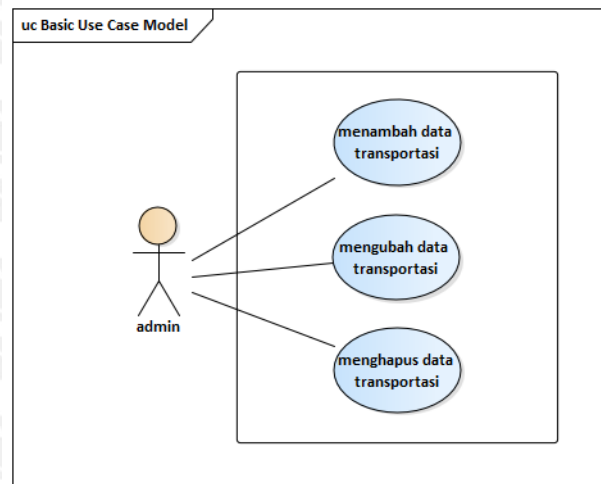 uc Basic Use Case Model
menambah data
transportasi
mengubah data
transportasi
admin
menghapus data
transportasi